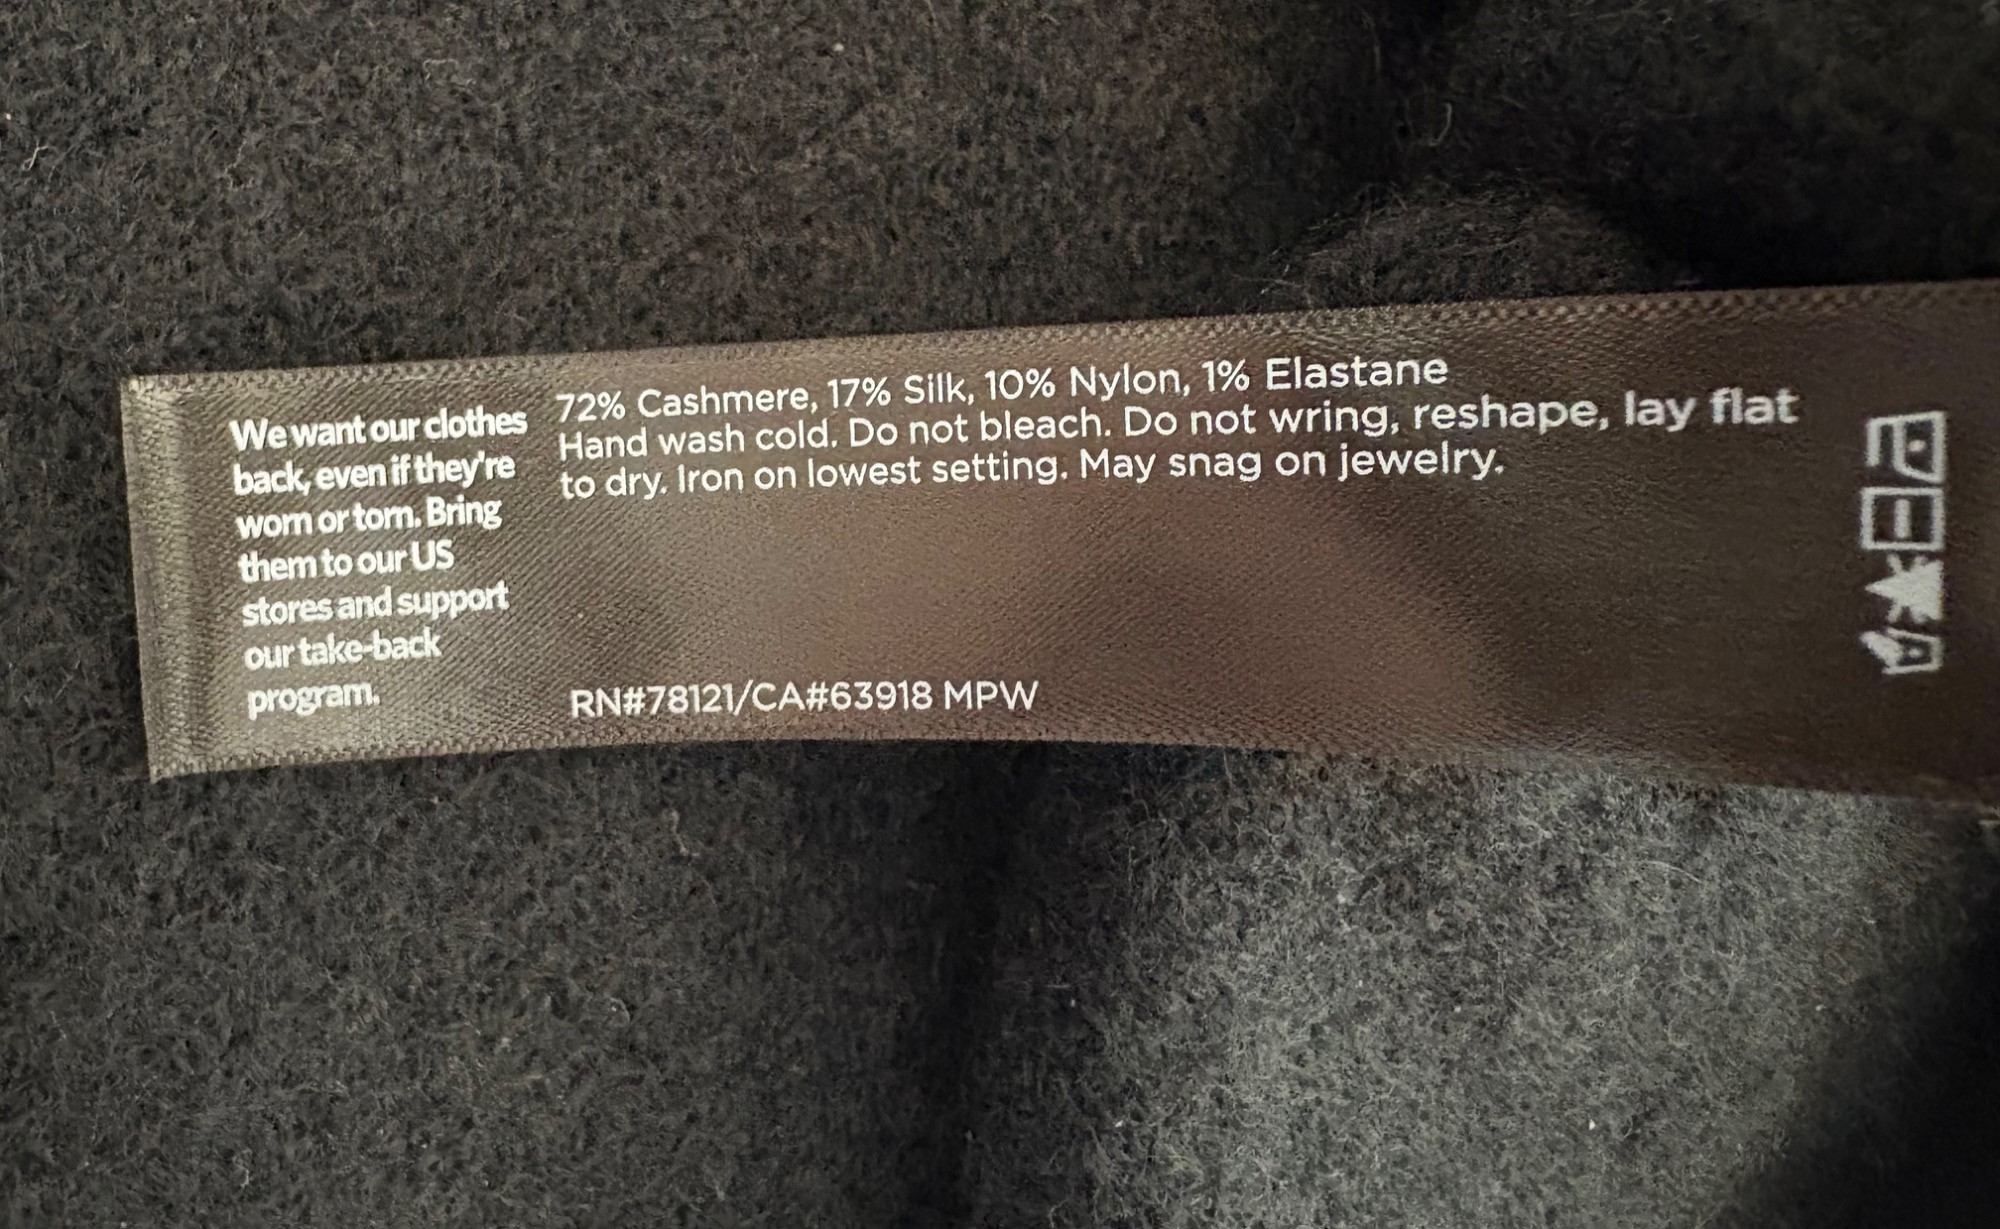 We want our clothes
back, even if they're
worn or torn. Bring
them to our US
stores and support
our take-back
program.
72% Cashmere, 17% Silk, 10% Nylon, 1% Elastane
Hand wash cold. Do not bleach. Do not wring, reshape, lay flat
to dry. Iron on lowest setting. May snag on jewelry.
RN#78121/CA#63918 MPW